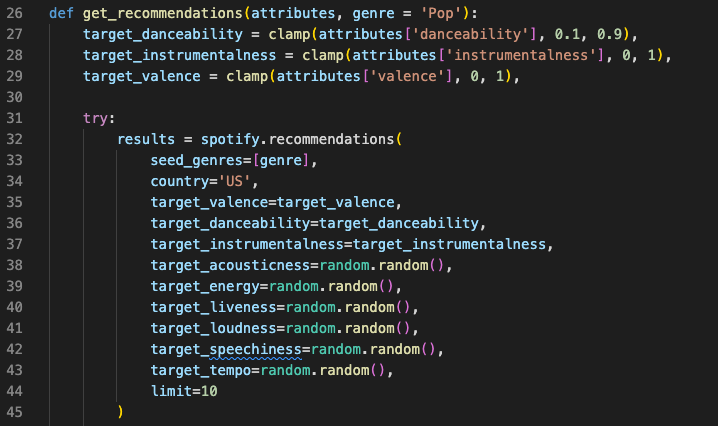 26 def get_recommendations(attributes, genre = 'Pop'):
27     target_danceability = clamp(attributes['danceability'], 0.1, 0.9),
28     target_instrumentalness = clamp(attributes['instrumentalness'], 0, 1),
29     target_valence = clamp(attributes['valence'], 0, 1),
30
31     try:
32         results = spotify.recommendations(
33             seed_genres=[genre],
34             country='US',
35             target_valence=target_valence,
36             target_danceability=target_danceability,
37             target_instrumentalness=target_instrumentalness,
38             target_acousticness=random.random(),
39             target_energy=random.random(),
40             target_liveness=random.random(),
41             target_loudness=random.random(),
42             target_speechiness=random.random(),
43             target_tempo=random.random(),
44             limit=10
45         )